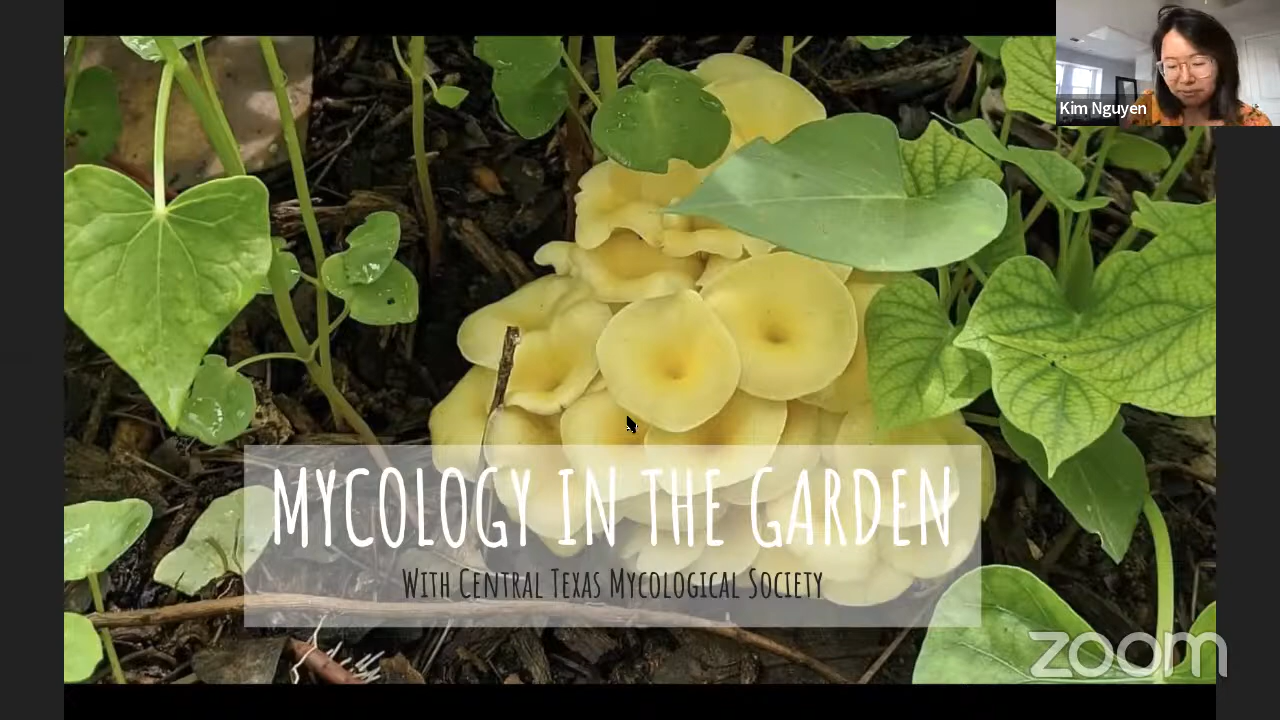 Kim Nguyen
MYCOLOGY IN THE GARDEN
WITH CENTRAL TEXAS MYCOLOGICAL SOCIETY
zoom